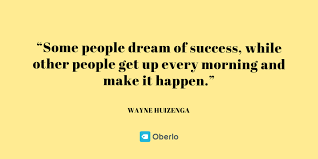 “Some people dream of success, while
other people get up every morning and
make it happen.”
WAYNE HUIZENGA
Oberlo